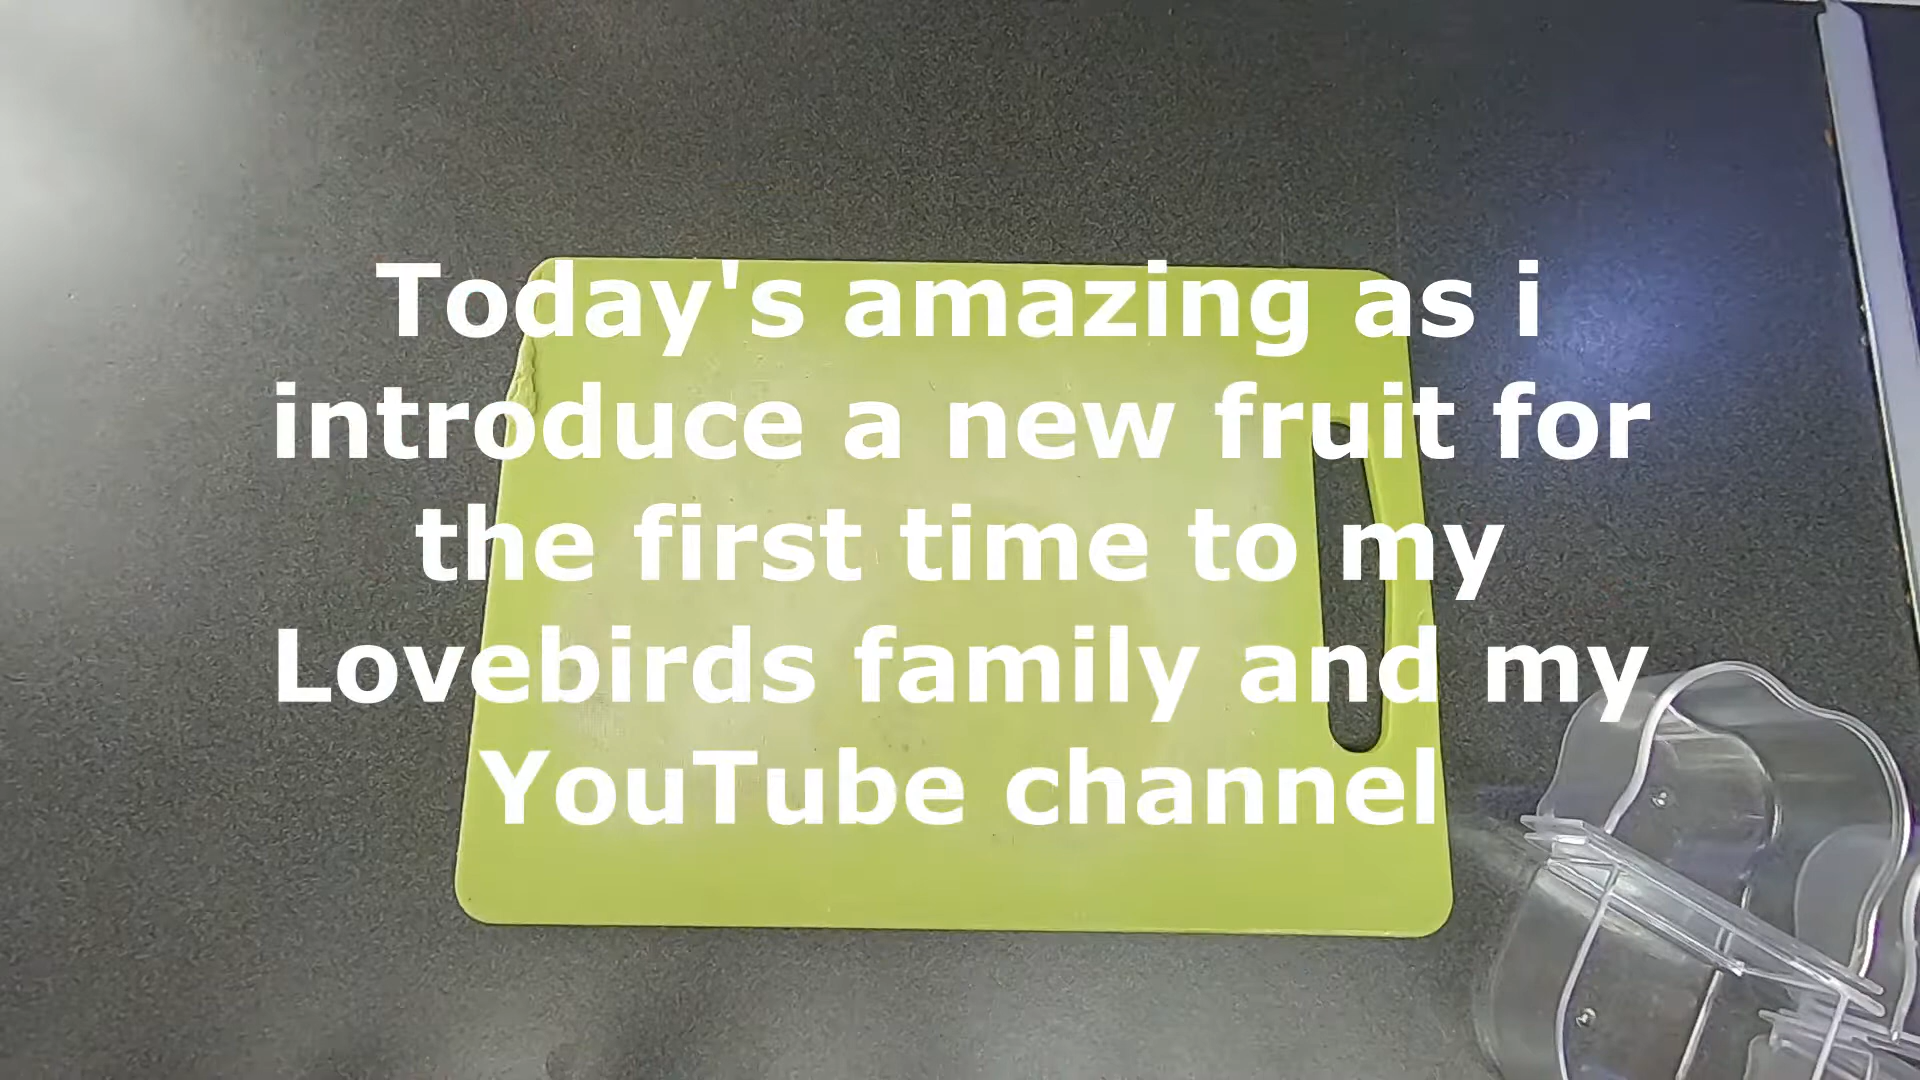 Today's amazing as i
introduce a new fruit for
the first time to my
Lovebirds family and my
YouTube channel